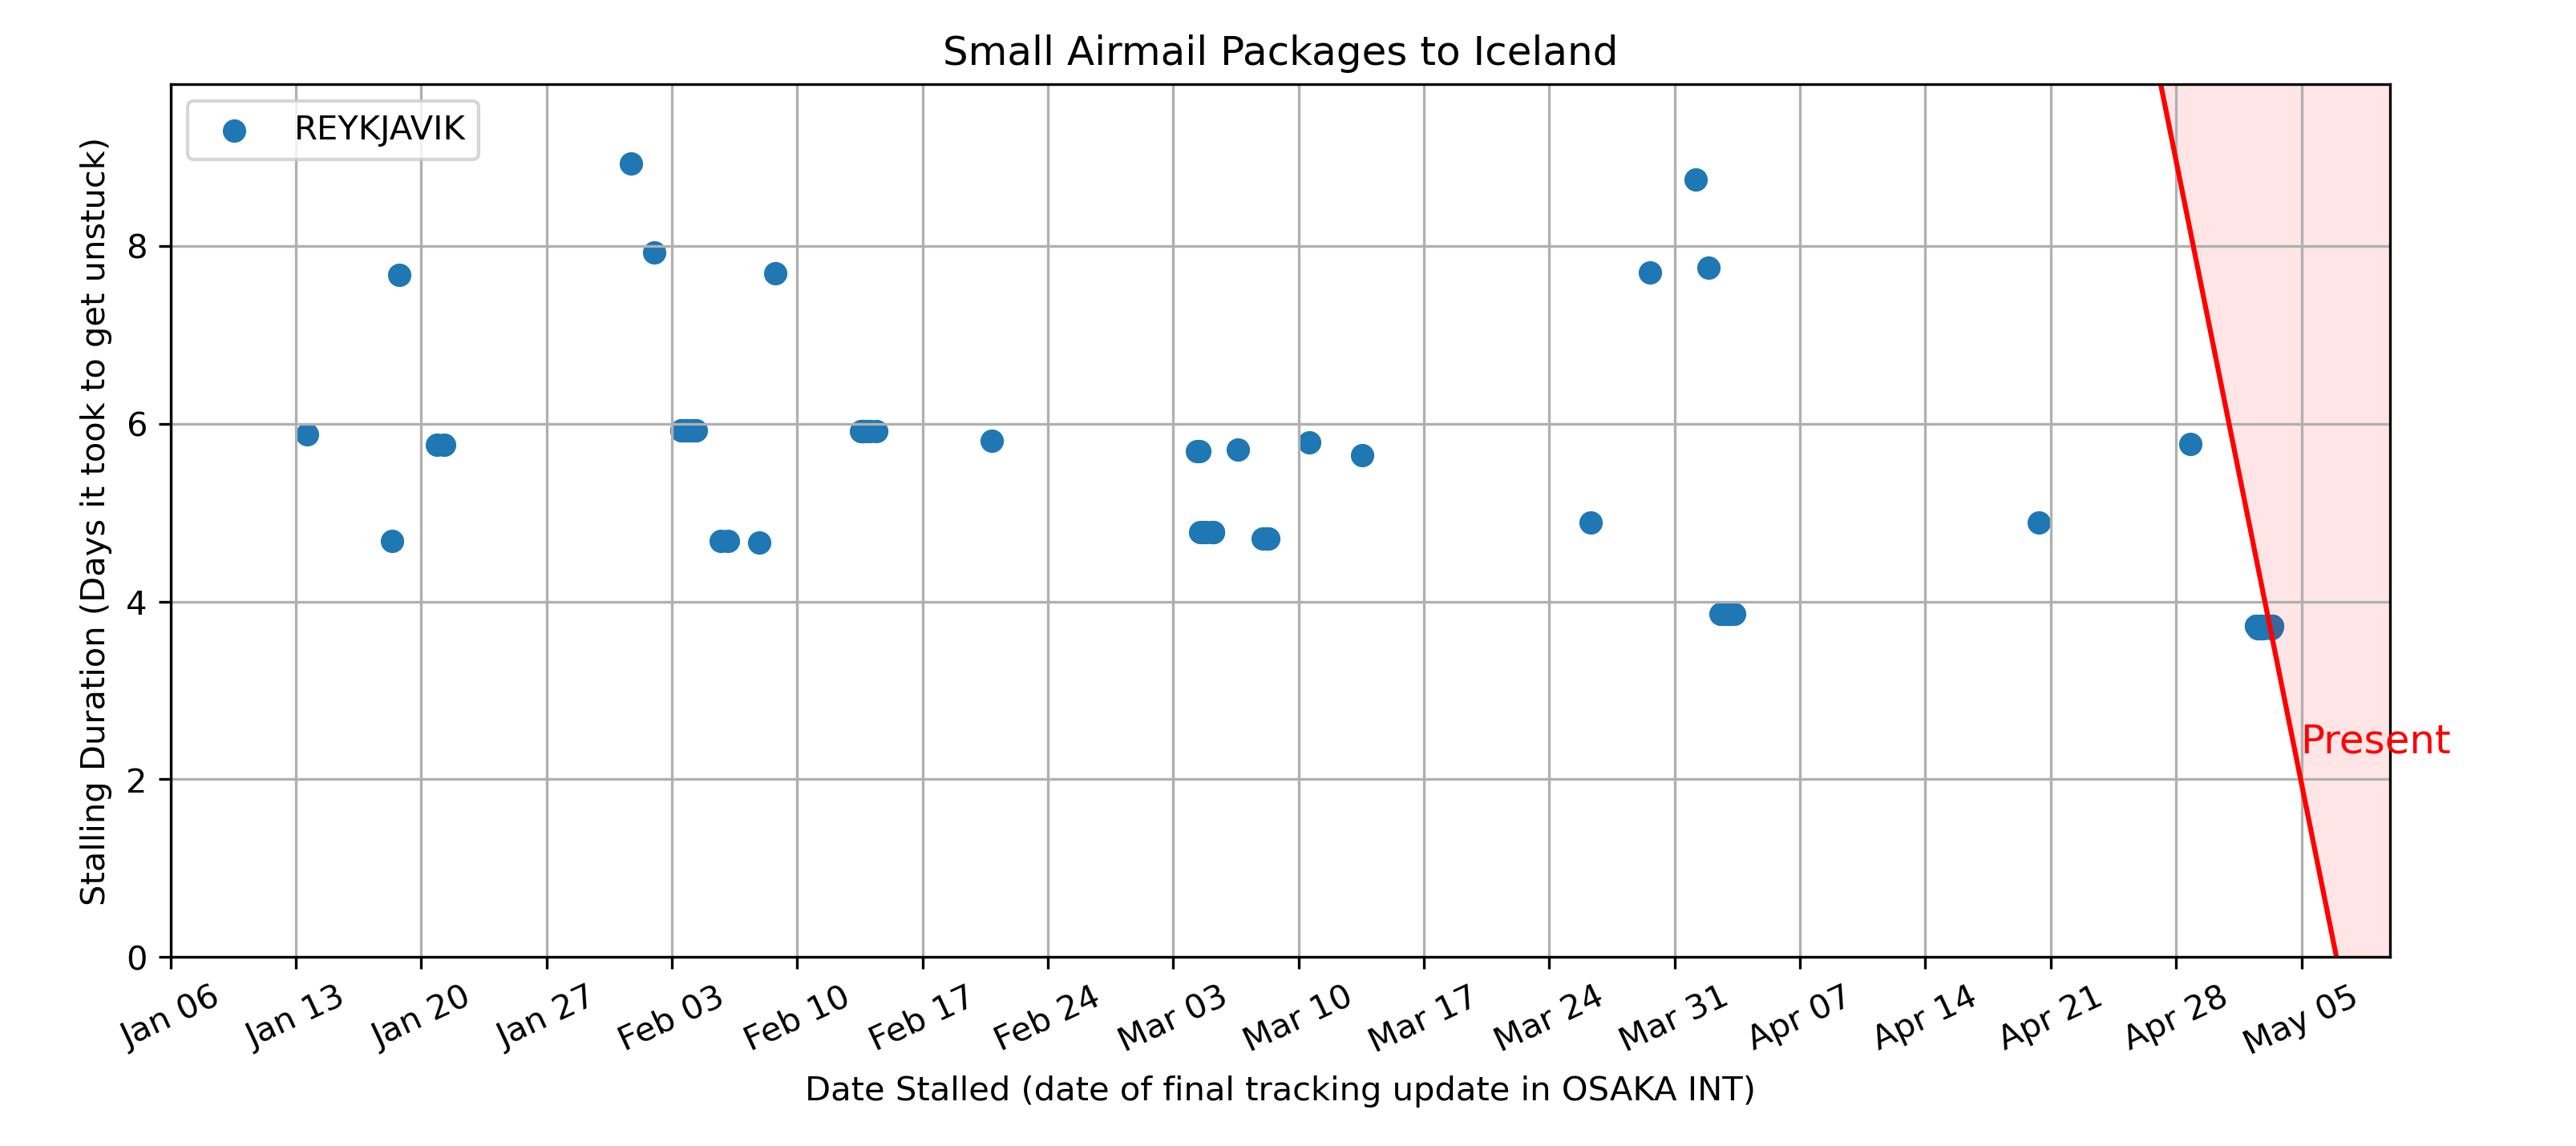 Small Airmail Packages to Iceland
REYKJAVIK
Stalling Duration (Days it took to get unstuck)
8
6
4
2
0
Present
Jan 06
Jan 13
Jan 20
Jan 27
Feb 03
Feb 10
Feb 17
Feb 24
Mar 03
Mar 10
Mar 17
Mar 24
Mar 31
Apr 07
Apr 14
Apr 21
Apr 28
May 05
Date Stalled (date of final tracking update in OSAKA INT)